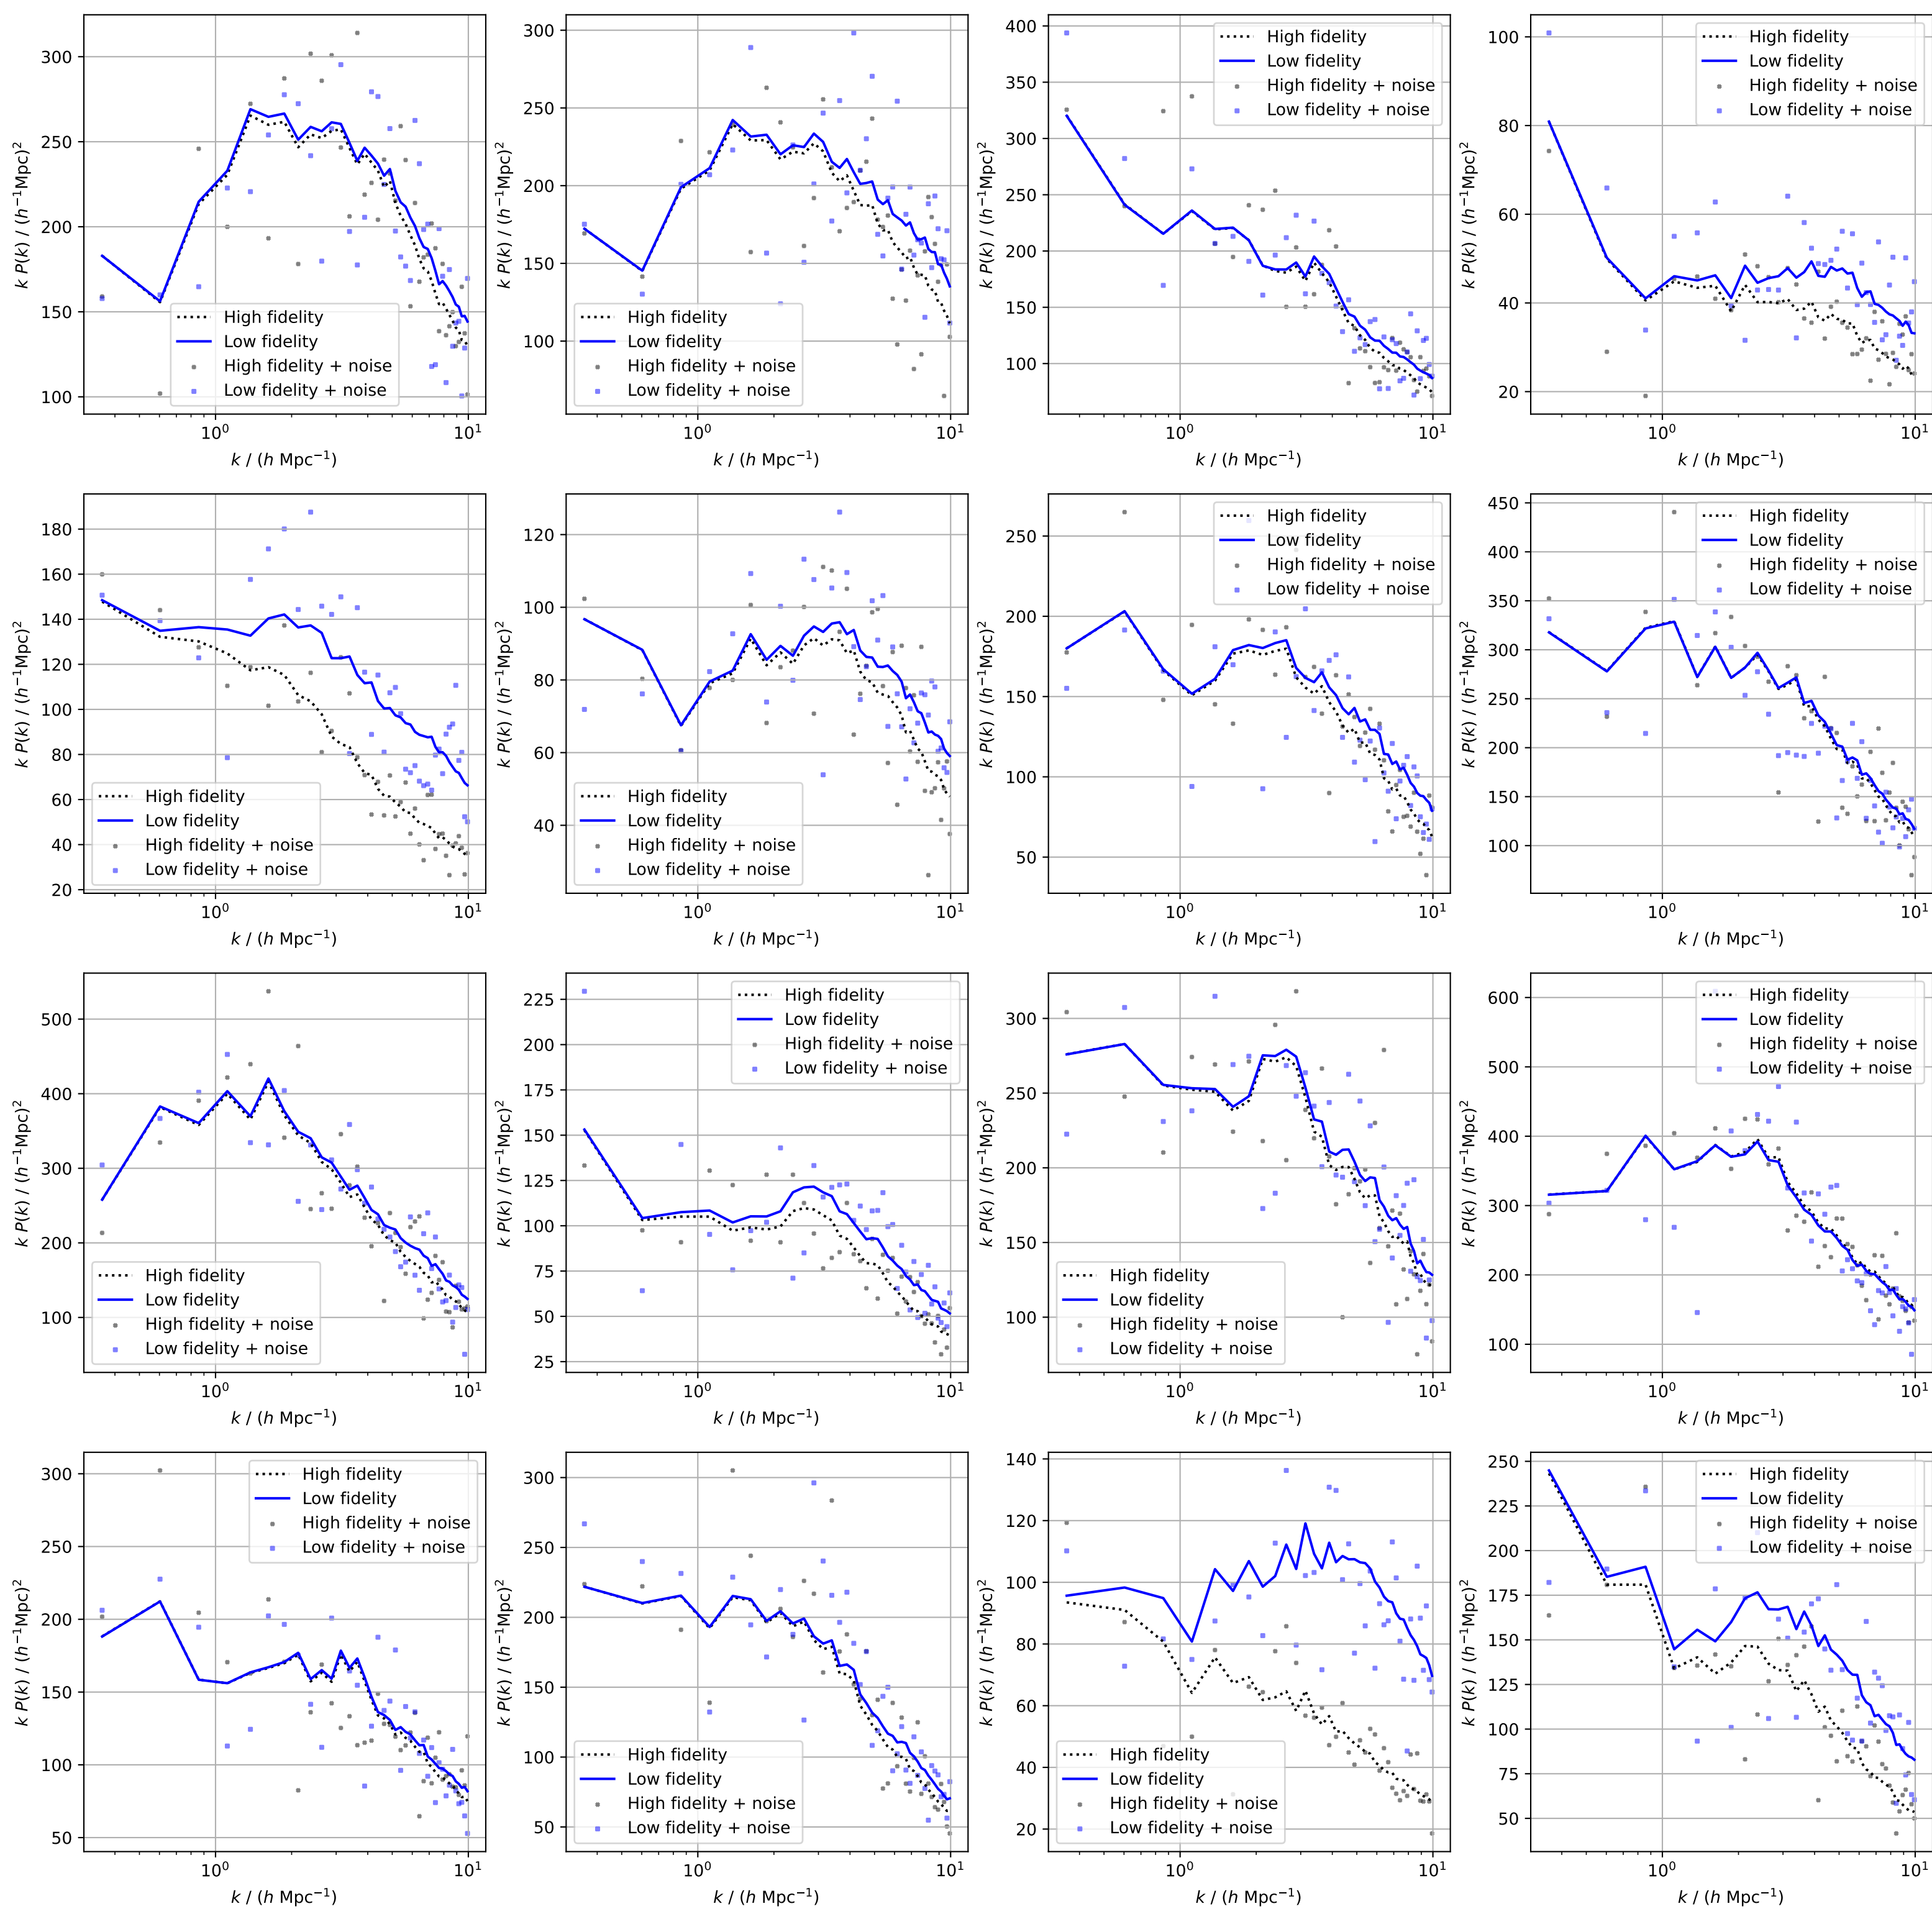 k P(k) / (h⁻¹Mpc)²
300
250
200
150
100
High fidelity
Low fidelity
High fidelity + noise
Low fidelity + noise
10⁰ 10¹
k / (h Mpc⁻¹)
k P(k) / (h⁻¹Mpc)²
300
250
200
150
100
High fidelity
Low fidelity
High fidelity + noise
Low fidelity + noise
10⁰ 10¹
k / (h Mpc⁻¹)
k P(k) / (h⁻¹Mpc)²
400
350
300
250
200
150
100
High fidelity
Low fidelity
High fidelity + noise
Low fidelity + noise
10⁰ 10¹
k / (h Mpc⁻¹)
k P(k) / (h⁻¹Mpc)²
100
80
60
40
20
High fidelity
Low fidelity
High fidelity + noise
Low fidelity + noise
10⁰ 10¹
k / (h Mpc⁻¹)
k P(k) / (h⁻¹Mpc)²
180
160
140
120
100
80
60
40
20
High fidelity
Low fidelity
High fidelity + noise
Low fidelity + noise
10⁰ 10¹
k / (h Mpc⁻¹)
k P(k) / (h⁻¹Mpc)²
120
100
80
60
40
High fidelity
Low fidelity
High fidelity + noise
Low fidelity + noise
10⁰ 10¹
k / (h Mpc⁻¹)
k P(k) / (h⁻¹Mpc)²
250
200
150
100
50
High fidelity
Low fidelity
High fidelity + noise
Low fidelity + noise
10⁰ 10¹
k / (h Mpc⁻¹)
k P(k) / (h⁻¹Mpc)²
450
400
350
300
250
200
150
100
High fidelity
Low fidelity
High fidelity + noise
Low fidelity + noise
10⁰ 10¹
k / (h Mpc⁻¹)
k P(k) / (h⁻¹Mpc)²
500
400
300
200
100
High fidelity
Low fidelity
High fidelity + noise
Low fidelity + noise
10⁰ 10¹
k / (h Mpc⁻¹)
k P(k) / (h⁻¹Mpc)²
225
200
175
150
125
100
75
50
25
High fidelity
Low fidelity
High fidelity + noise
Low fidelity + noise
10⁰ 10¹
k / (h Mpc⁻¹)
k P(k) / (h⁻¹Mpc)²
300
250
200
150
100
High fidelity
Low fidelity
High fidelity + noise
Low fidelity + noise
10⁰ 10¹
k / (h Mpc⁻¹)
k P(k) / (h⁻¹Mpc)²
600
500
400
300
200
100
High fidelity
Low fidelity
High fidelity + noise
Low fidelity + noise
10⁰ 10¹
k / (h Mpc⁻¹)
k P(k) / (h⁻¹Mpc)²
300
250
200
150
100
50
High fidelity
Low fidelity
High fidelity + noise
Low fidelity + noise
10⁰ 10¹
k / (h Mpc⁻¹)
k P(k) / (h⁻¹Mpc)²
300
250
200
150
100
50
High fidelity
Low fidelity
High fidelity + noise
Low fidelity + noise
10⁰ 10¹
k / (h Mpc⁻¹)
k P(k) / (h⁻¹Mpc)²
140
120
100
80
60
40
20
High fidelity
Low fidelity
High fidelity + noise
Low fidelity + noise
10⁰ 10¹
k / (h Mpc⁻¹)
k P(k) / (h⁻¹Mpc)²
250
225
200
175
150
125
100
75
50
High fidelity
Low fidelity
High fidelity + noise
Low fidelity + noise
10⁰ 10¹
k / (h Mpc⁻¹)